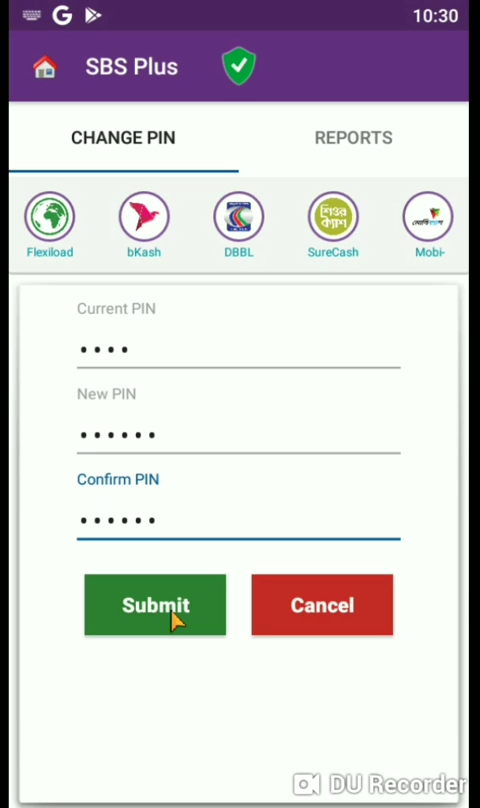 10:30
SBS Plus
CHANGE PIN
REPORTS
শিওর
ক্যাশ
Flexiload
bKash
DBBL
SureCash
Mobi-
Current PIN
••••
New PIN
••••••
Confirm PIN
••••••
Submit
Cancel
DU Recorder